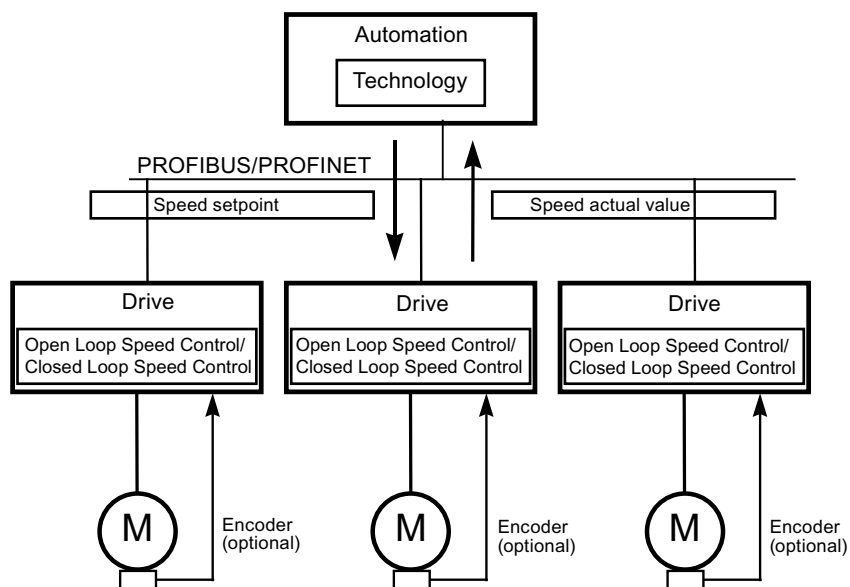 Automation
Technology
PROFIBUS/PROFINET
Speed setpoint
Speed actual value
Drive
Open Loop Speed Control/
Closed Loop Speed Control
Drive
Open Loop Speed Control/
Closed Loop Speed Control
Drive
Open Loop Speed Control/
Closed Loop Speed Control
M
Encoder
(optional)
M
Encoder
(optional)
M
Encoder
(optional)